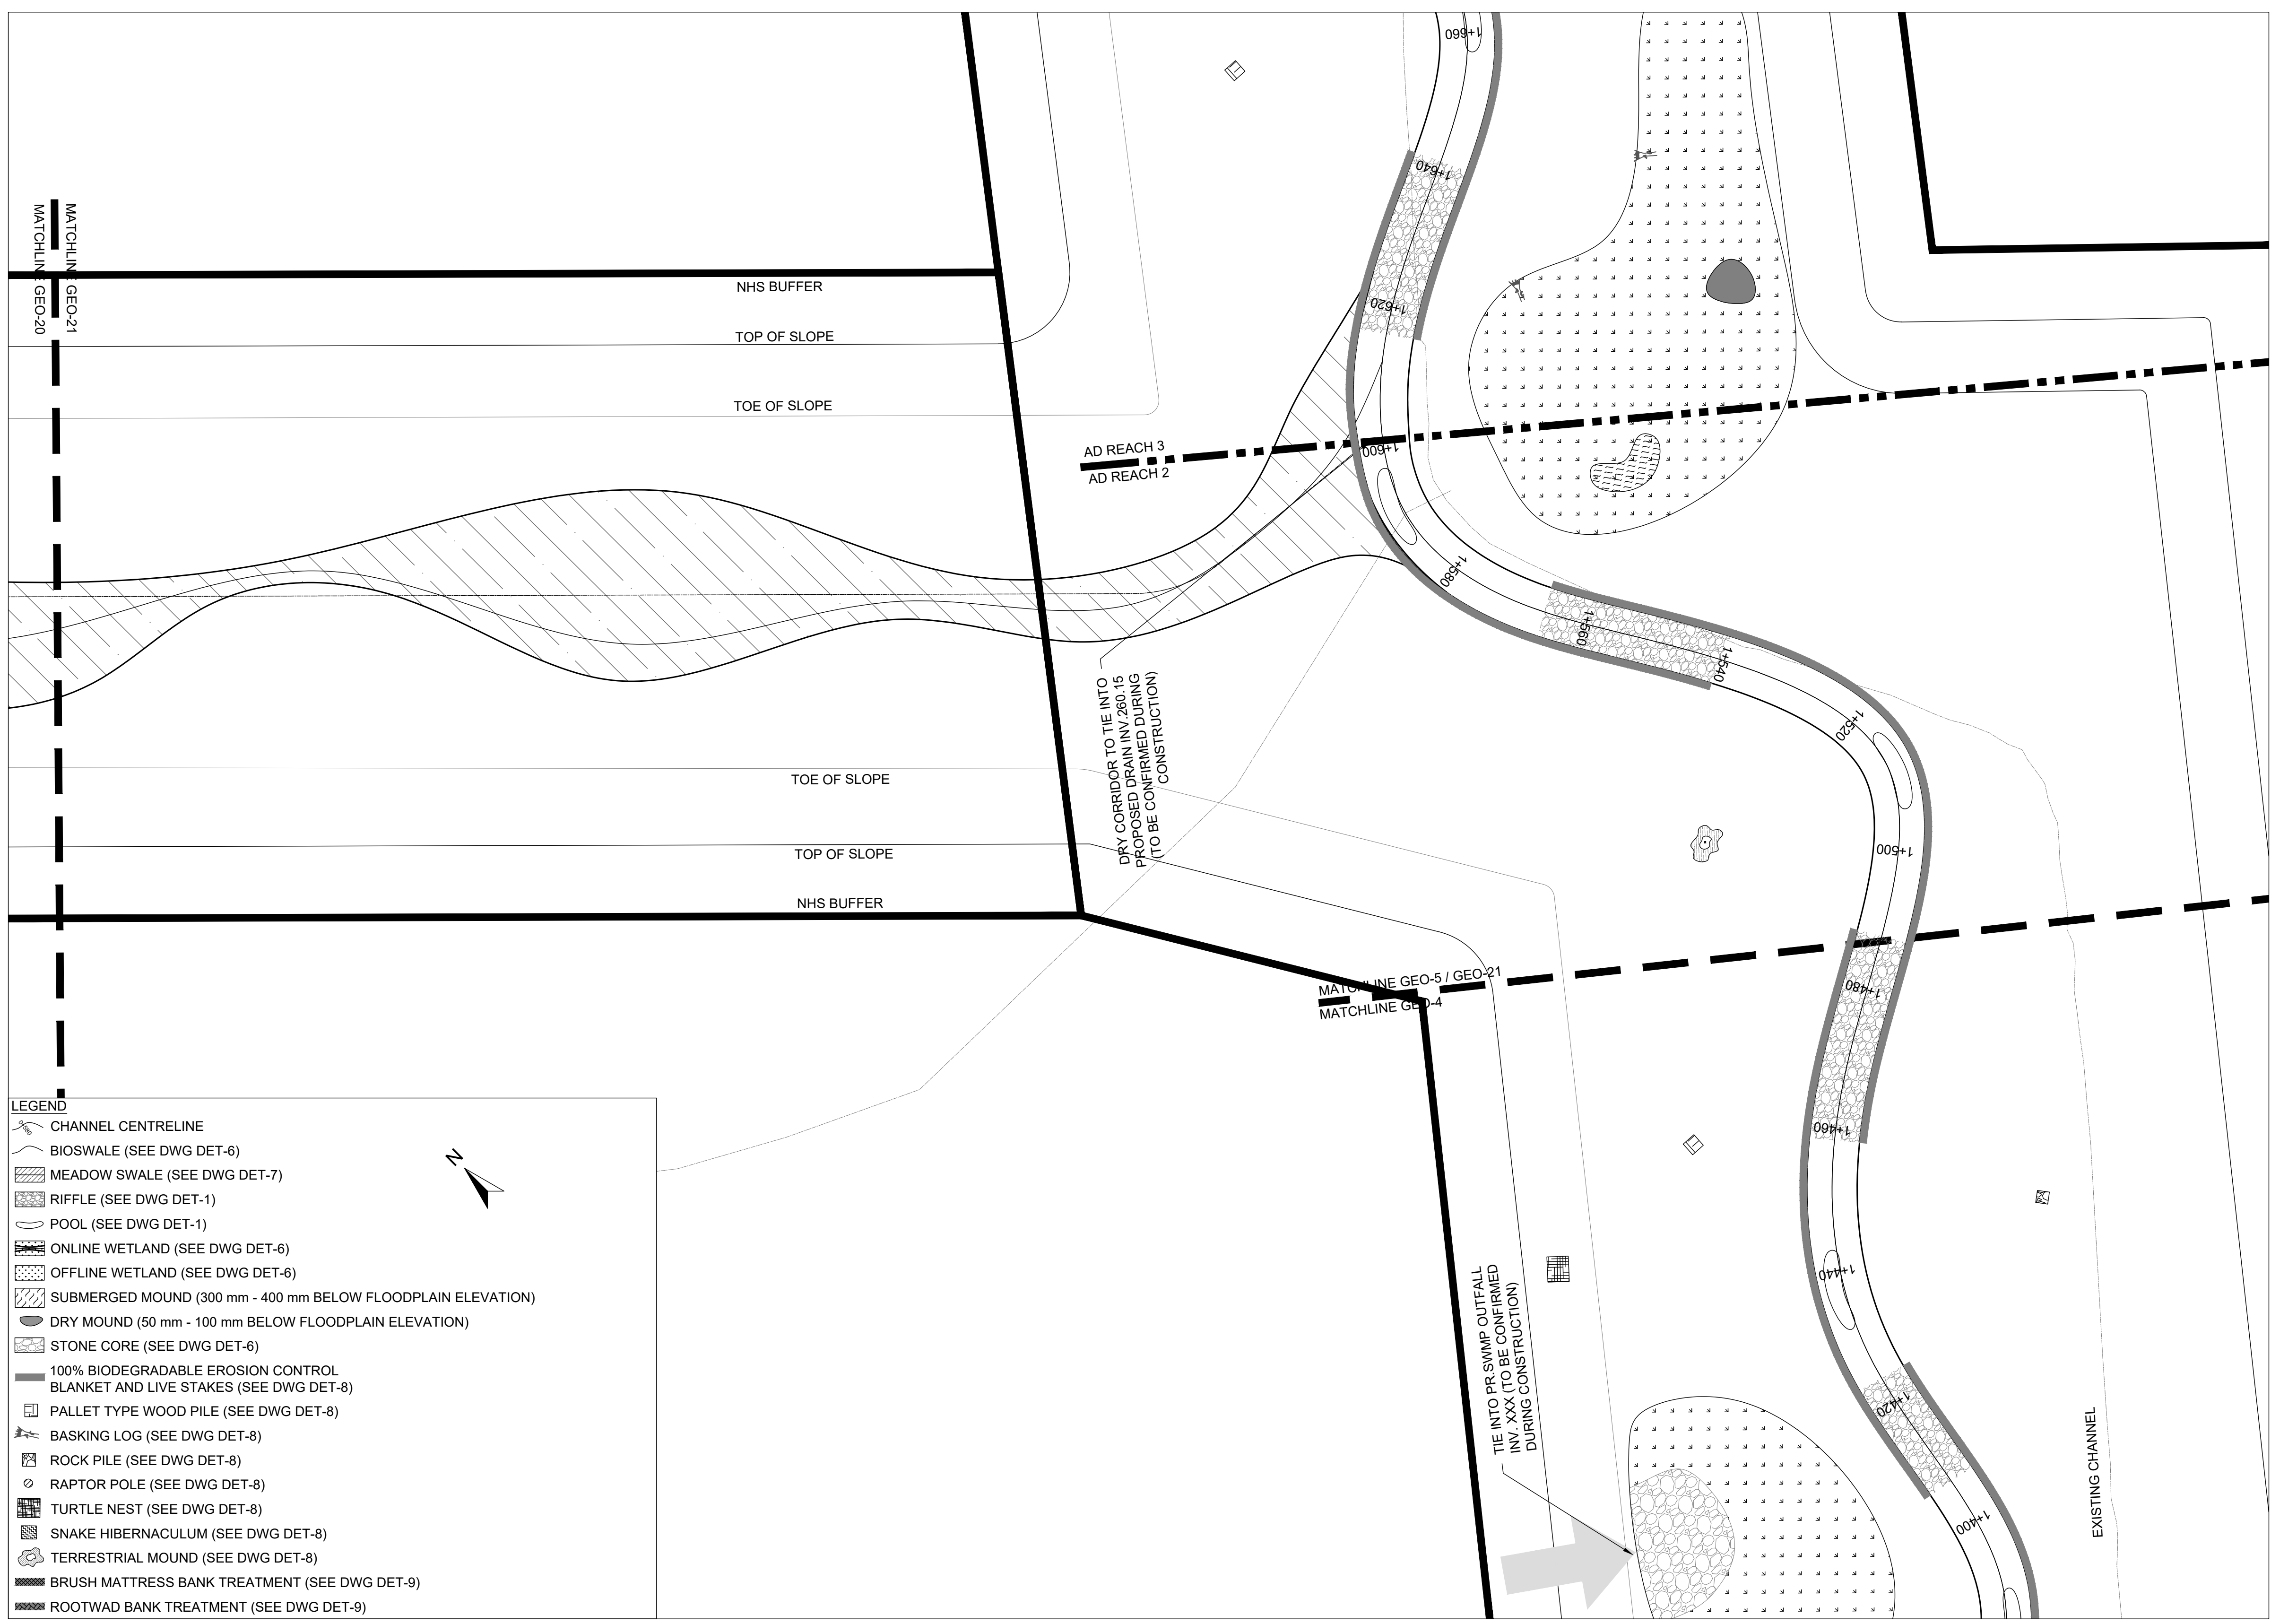 1+660
1+640
MATCHLINE GEO-20
MATCHLINE GEO-21
NHS BUFFER
1+620
TOP OF SLOPE
TOE OF SLOPE
AD REACH 3
AD REACH 2
1+600
1+580
1+560
1+540
DRY CORRIDOR TO TIE INTO
PROPOSED DRAIN INV.260.15
(TO BE CONFIRMED DURING
CONSTRUCTION)
1+520
TOE OF SLOPE
TOP OF SLOPE
1+500
NHS BUFFER
MATCHLINE GEO-5 / GEO-21
MATCHLINE GEO-4
1+480
1+460
1+440
TIE INTO PR.SWMP OUTFALL
INV. XXX (TO BE CONFIRMED
DURING CONSTRUCTION)
1+420
EXISTING CHANNEL
1+400
N
LEGEND
CHANNEL CENTRELINE
BIOSWALE (SEE DWG DET-6)
MEADOW SWALE (SEE DWG DET-7)
RIFFLE (SEE DWG DET-1)
POOL (SEE DWG DET-1)
ONLINE WETLAND (SEE DWG DET-6)
OFFLINE WETLAND (SEE DWG DET-6)
SUBMERGED MOUND (300 mm - 400 mm BELOW FLOODPLAIN ELEVATION)
DRY MOUND (50 mm - 100 mm BELOW FLOODPLAIN ELEVATION)
STONE CORE (SEE DWG DET-6)
100% BIODEGRADABLE EROSION CONTROL
BLANKET AND LIVE STAKES (SEE DWG DET-8)
PALLET TYPE WOOD PILE (SEE DWG DET-8)
BASKING LOG (SEE DWG DET-8)
ROCK PILE (SEE DWG DET-8)
RAPTOR POLE (SEE DWG DET-8)
TURTLE NEST (SEE DWG DET-8)
SNAKE HIBERNACULUM (SEE DWG DET-8)
TERRESTRIAL MOUND (SEE DWG DET-8)
BRUSH MATTRESS BANK TREATMENT (SEE DWG DET-9)
ROOTWAD BANK TREATMENT (SEE DWG DET-9)